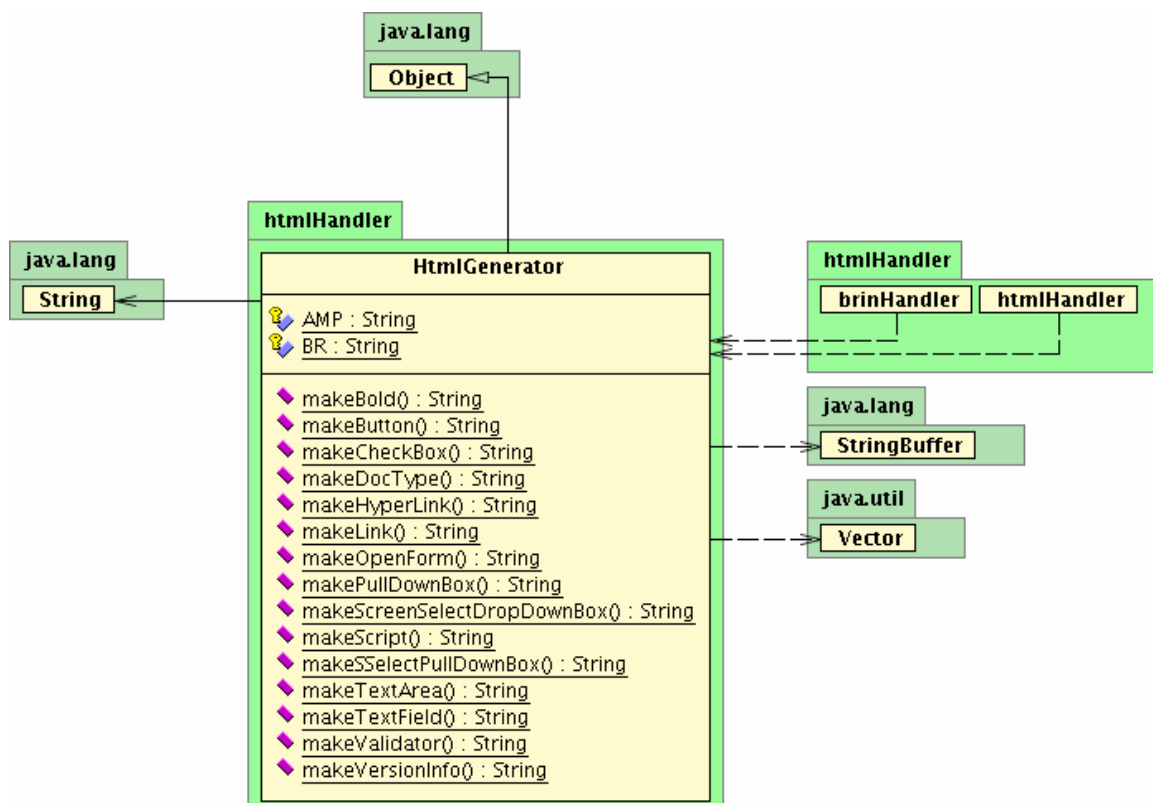 java.lang
Object
htmlHandler
HtmlGenerator
AMP : String
BR : String
makeBold() : String
makeButton() : String
makeCheckBox() : String
makeDocType() : String
makeHyperLink() : String
makeLink() : String
makeOpenForm() : String
makePullDownBox() : String
makeScreenSelectDropDownBox() : String
makeScript() : String
makeSSelectPullDownBox() : String
makeTextArea() : String
makeTextField() : String
makeValidator() : String
makeVersionInfo() : String
java.lang
String
htmlHandler
brinHandler
htmlHandler
java.lang
StringBuffer
java.util
Vector